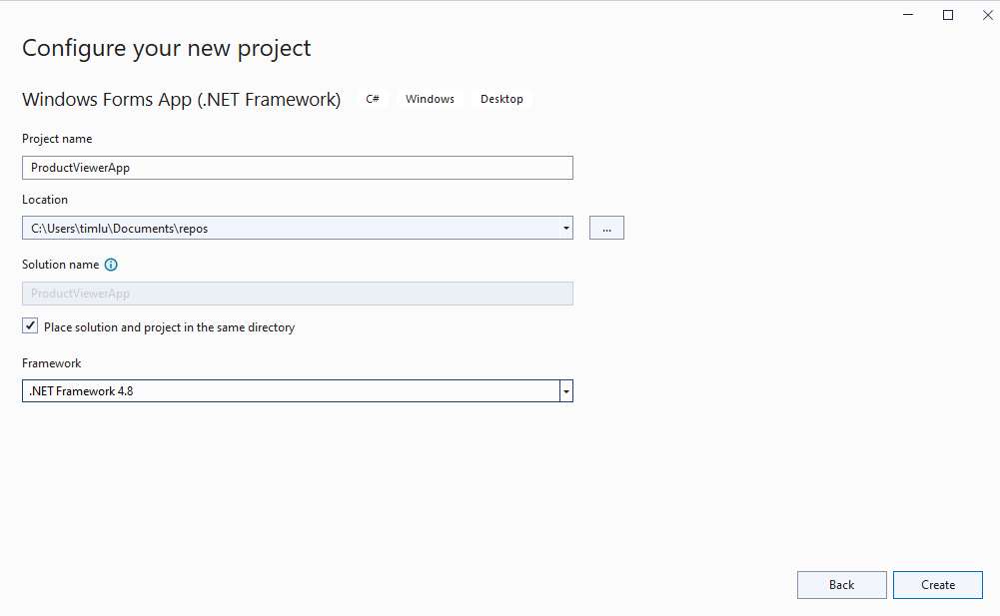 Configure your new project
Windows Forms App (.NET Framework) C# Windows Desktop
Project name
ProductViewerApp
Location
C:\Users\timlu\Documents\repos
...
Solution name
ProductViewerApp
Place solution and project in the same directory
Framework
.NET Framework 4.8
Back Create